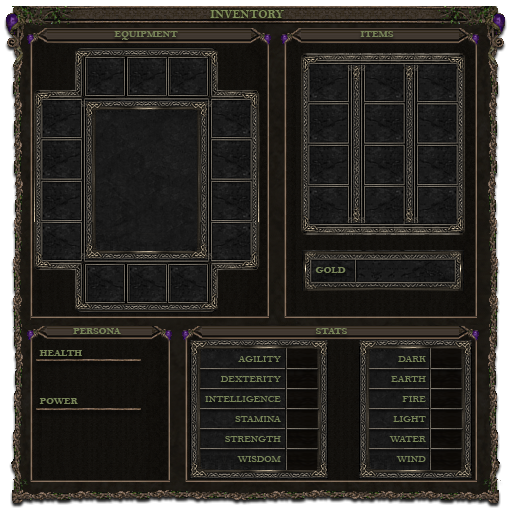 INVENTORY
EQUIPMENT
ITEMS
GOLD
PERSONA
HEALTH
POWER
STATS
AGILITY
DEXTERITY
INTELLIGENCE
STAMINA
STRENGTH
WISDOM
DARK
EARTH
FIRE
LIGHT
WATER
WIND